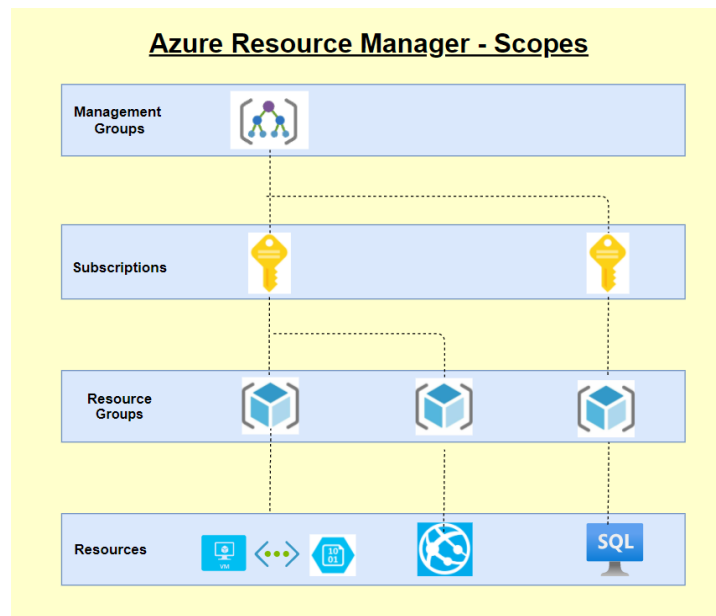 Azure Resource Manager - Scopes
Management
Groups
Subscriptions
Resource
Groups
Resources
VM
10
01
SQL